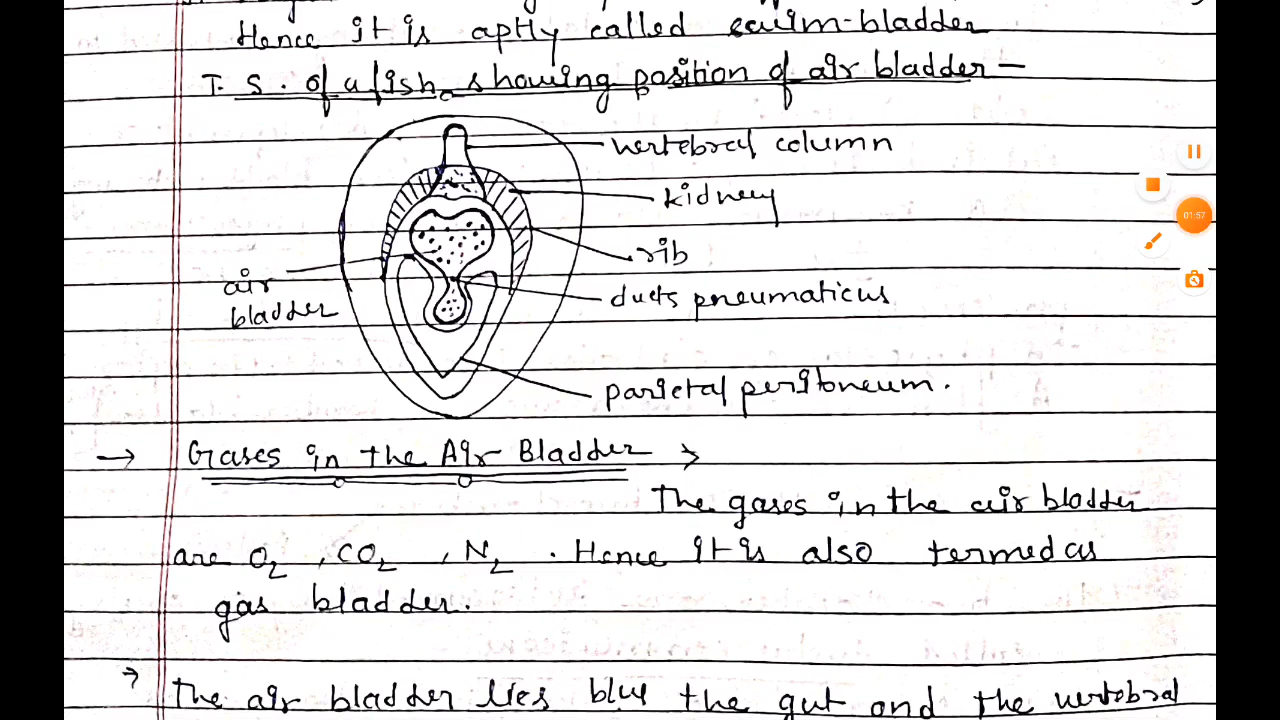 Hence it is aptly called swim-bladder
T. S. of a fish showing position of air bladder -
vertebral column
kidney
rib
air
bladder
ducts pneumaticus
parietal peritoneum.
→ Gases in the Air Bladder →
The gases in the air bladder
are O₂, CO₂, N₂. Hence it is also termed as
gas bladder.
→ The air bladder lies b/w the gut and the vertebral
01:57